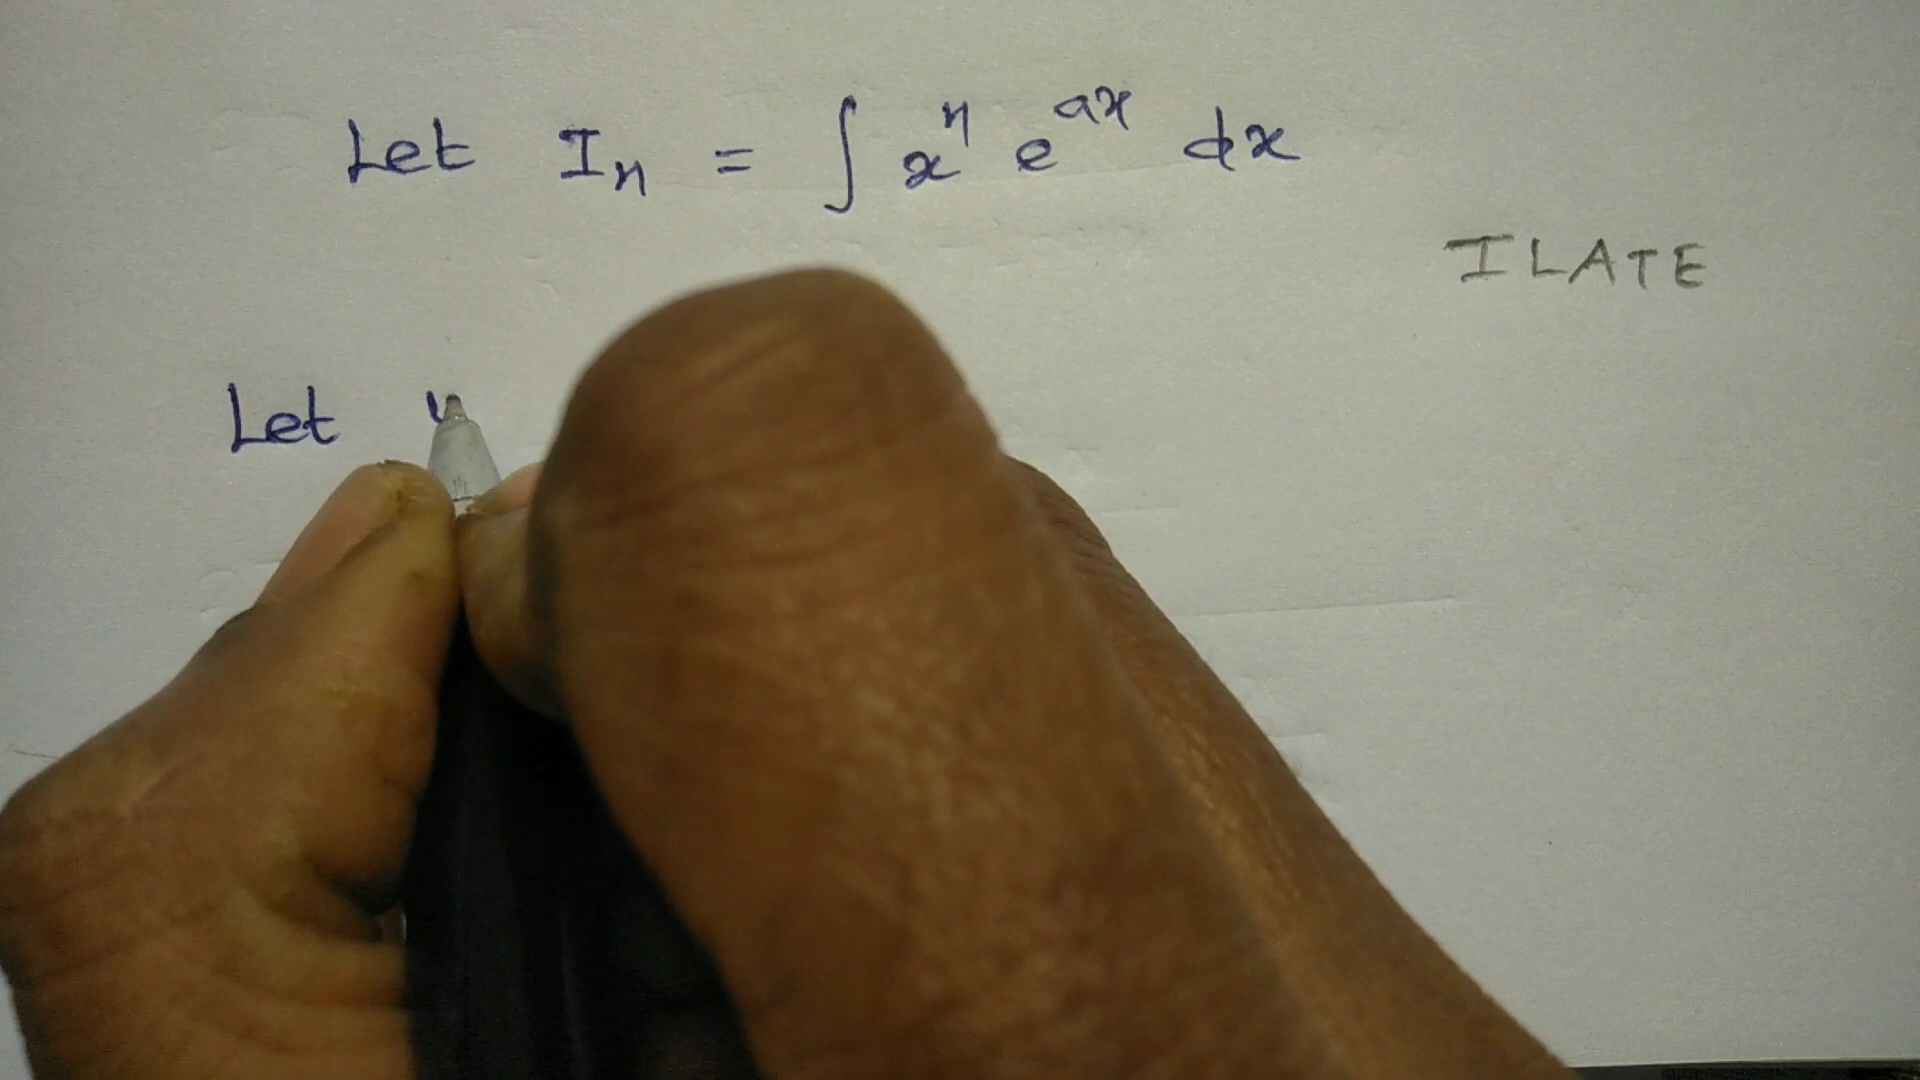 Let Iₙ = ∫ xⁿ eᵃˣ dx
ILATE
Let